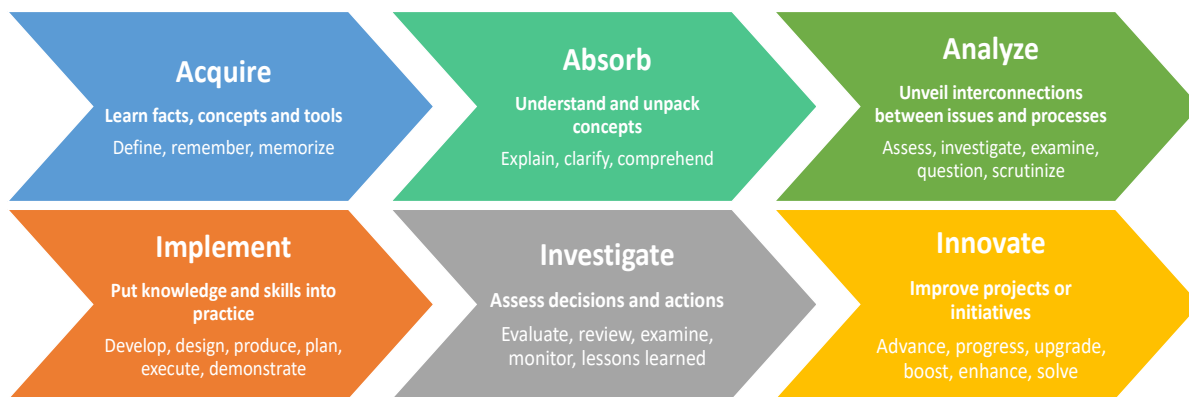 Acquire
Learn facts, concepts and tools
Define, remember, memorize
Absorb
Understand and unpack
concepts
Explain, clarify, comprehend
Analyze
Unveil interconnections
between issues and processes
Assess, investigate, examine,
question, scrutinize
Implement
Put knowledge and skills into
practice
Develop, design, produce, plan,
execute, demonstrate
Investigate
Assess decisions and actions
Evaluate, review, examine,
monitor, lessons learned
Innovate
Improve projects or
initiatives
Advance, progress, upgrade,
boost, enhance, solve